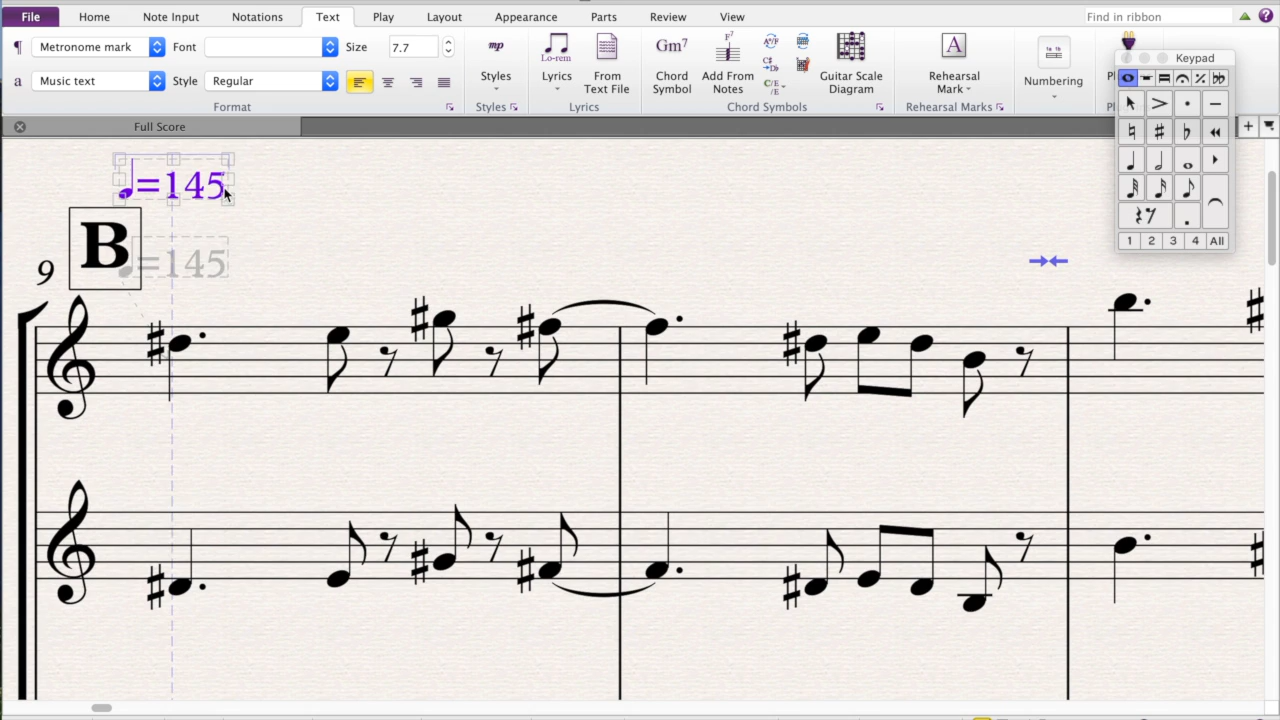 File Home Note Input Notations Text Play Layout Appearance Parts Review View Find in ribbon
Metronome mark Font Size 7.7
Music text Style Regular
mp
Styles
Styles
Lo-rem
Lyrics
From
Text File
Lyrics
Gm7
Chord
Symbol
F7
Add From
Notes
Guitar Scale
Diagram
Chord Symbols
A
Rehearsal
Mark
Rehearsal Marks
Numbering
Format
Keypad
1 2 3 4 All
Full Score
=145
B
=145
9